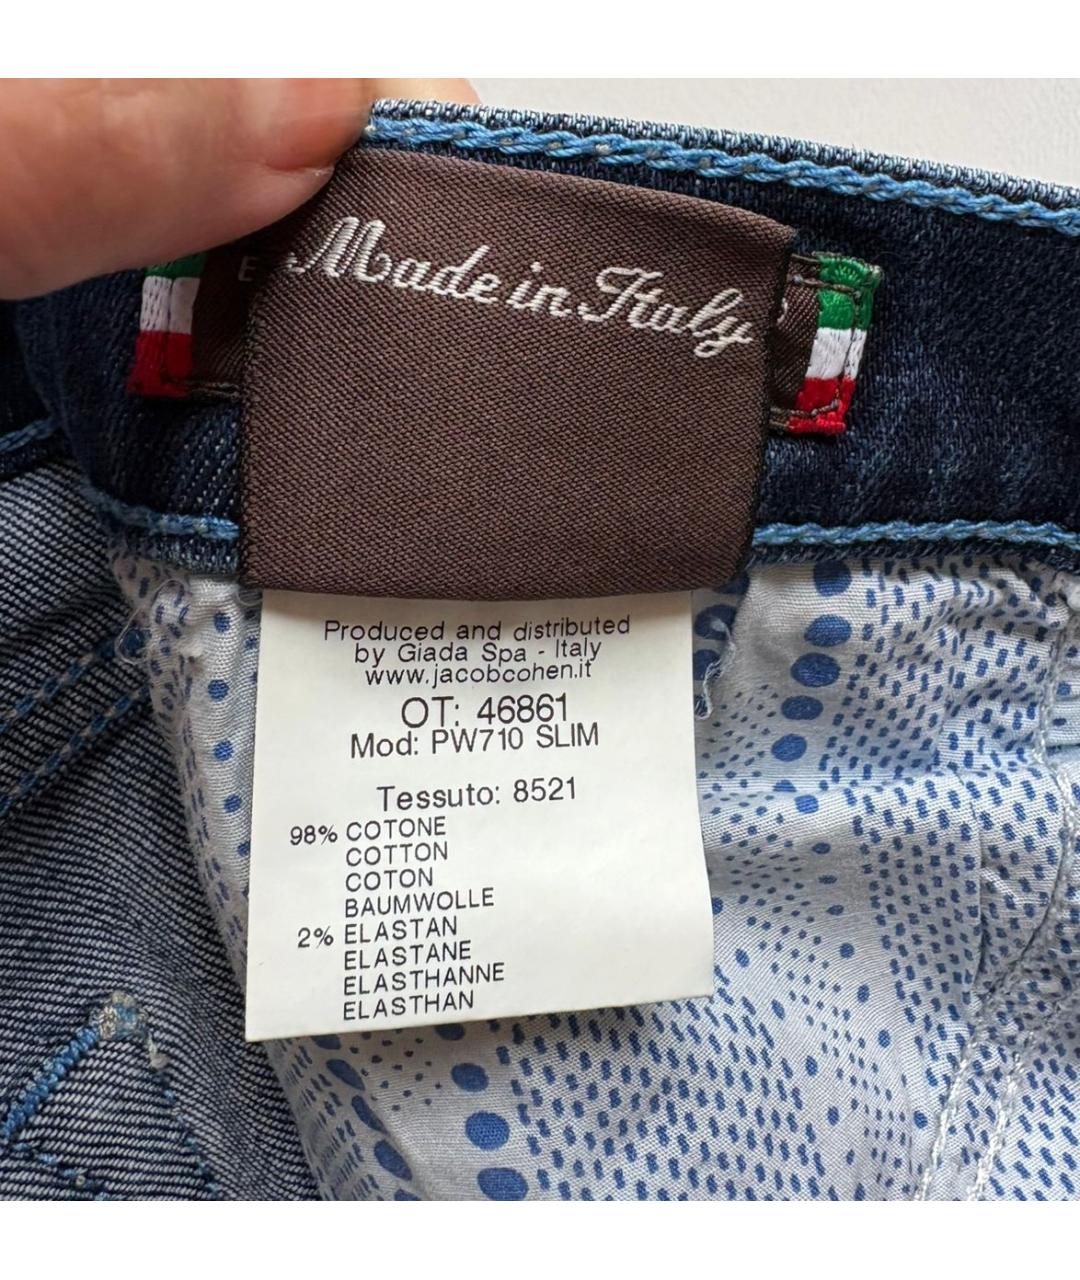 Made in Italy
Produced and distributed
by Giada Spa - Italy
www.jacobcohen.it
OT: 46861
Mod: PW710 SLIM
Tessuto: 8521
98% COTONE
COTTON
COTON
BAUMWOLLE
2% ELASTAN
ELASTANE
ELASTHANNE
ELASTHAN